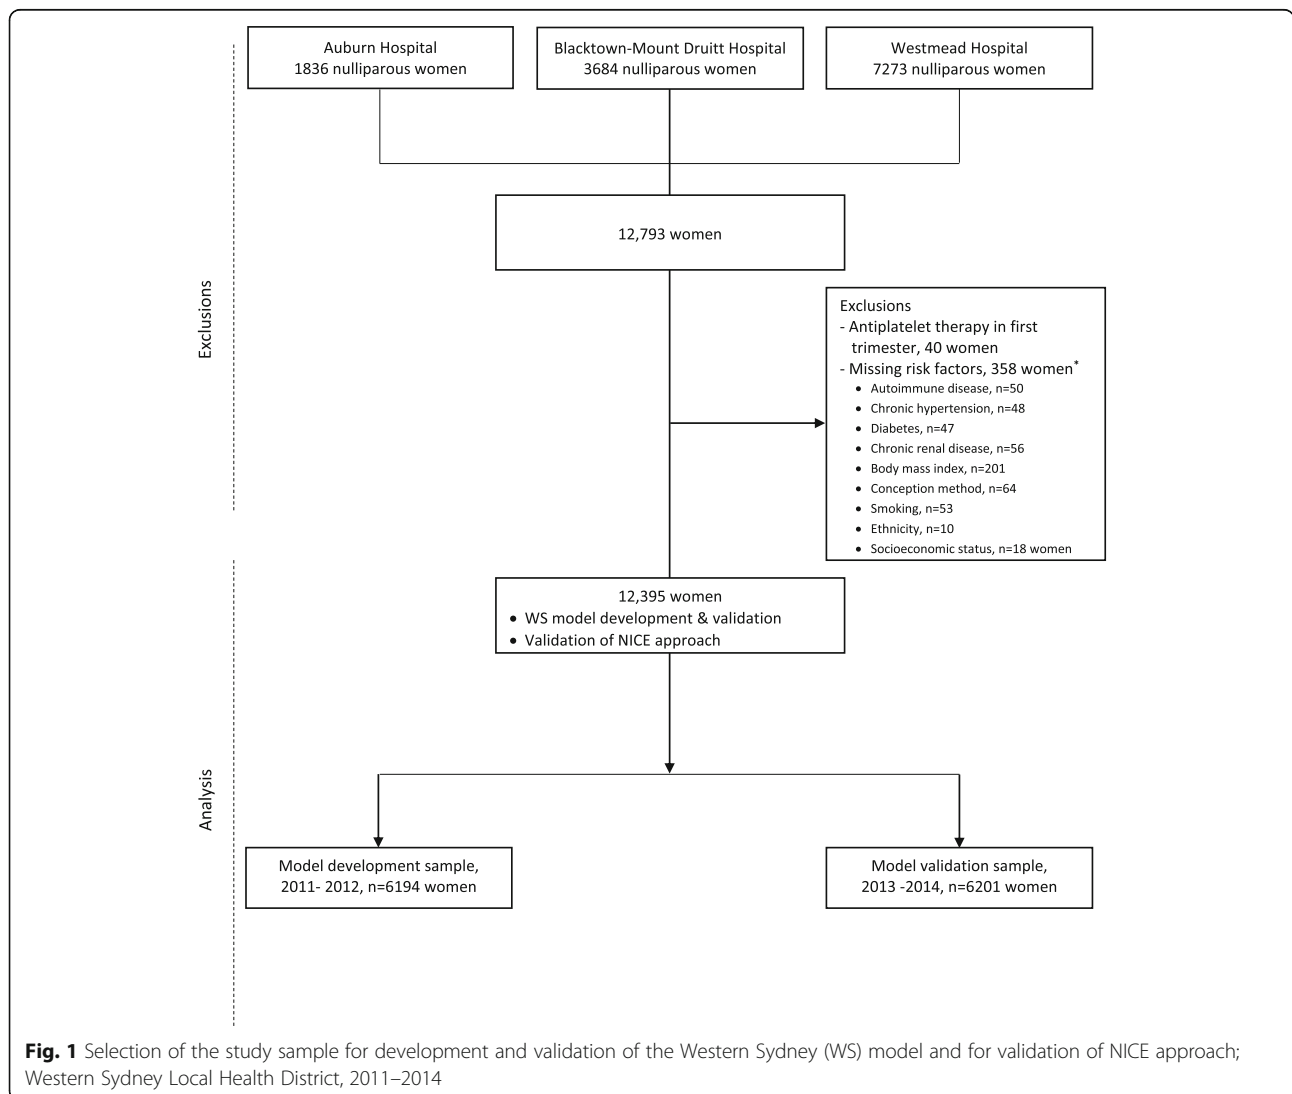 Auburn Hospital
1836 nulliparous women
Blacktown-Mount Druitt Hospital
3684 nulliparous women
Westmead Hospital
7273 nulliparous women
12,793 women
Exclusions
Exclusions
- Antiplatelet therapy in first
trimester, 40 women
- Missing risk factors, 358 women*
• Autoimmune disease, n=50
• Chronic hypertension, n=48
• Diabetes, n=47
• Chronic renal disease, n=56
• Body mass index, n=201
• Conception method, n=64
• Smoking, n=53
• Ethnicity, n=10
• Socioeconomic status, n=18 women
12,395 women
• WS model development & validation
• Validation of NICE approach
Analysis
Model development sample,
2011- 2012, n=6194 women
Model validation sample,
2013 -2014, n=6201 women
Fig. 1 Selection of the study sample for development and validation of the Western Sydney (WS) model and for validation of NICE approach;
Western Sydney Local Health District, 2011–2014